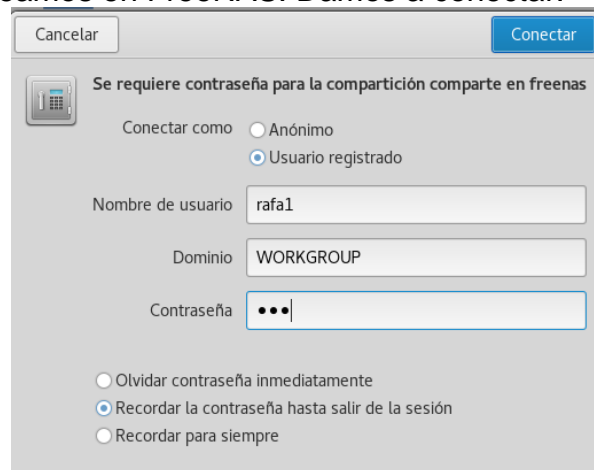 Cancelar
Conectar
Se requiere contraseña para la compartición comparte en freenas
Conectar como
Anónimo
Usuario registrado
Nombre de usuario rafa1
Dominio WORKGROUP
Contraseña •••
Olvidar contraseña inmediatamente
Recordar la contraseña hasta salir de la sesión
Recordar para siempre